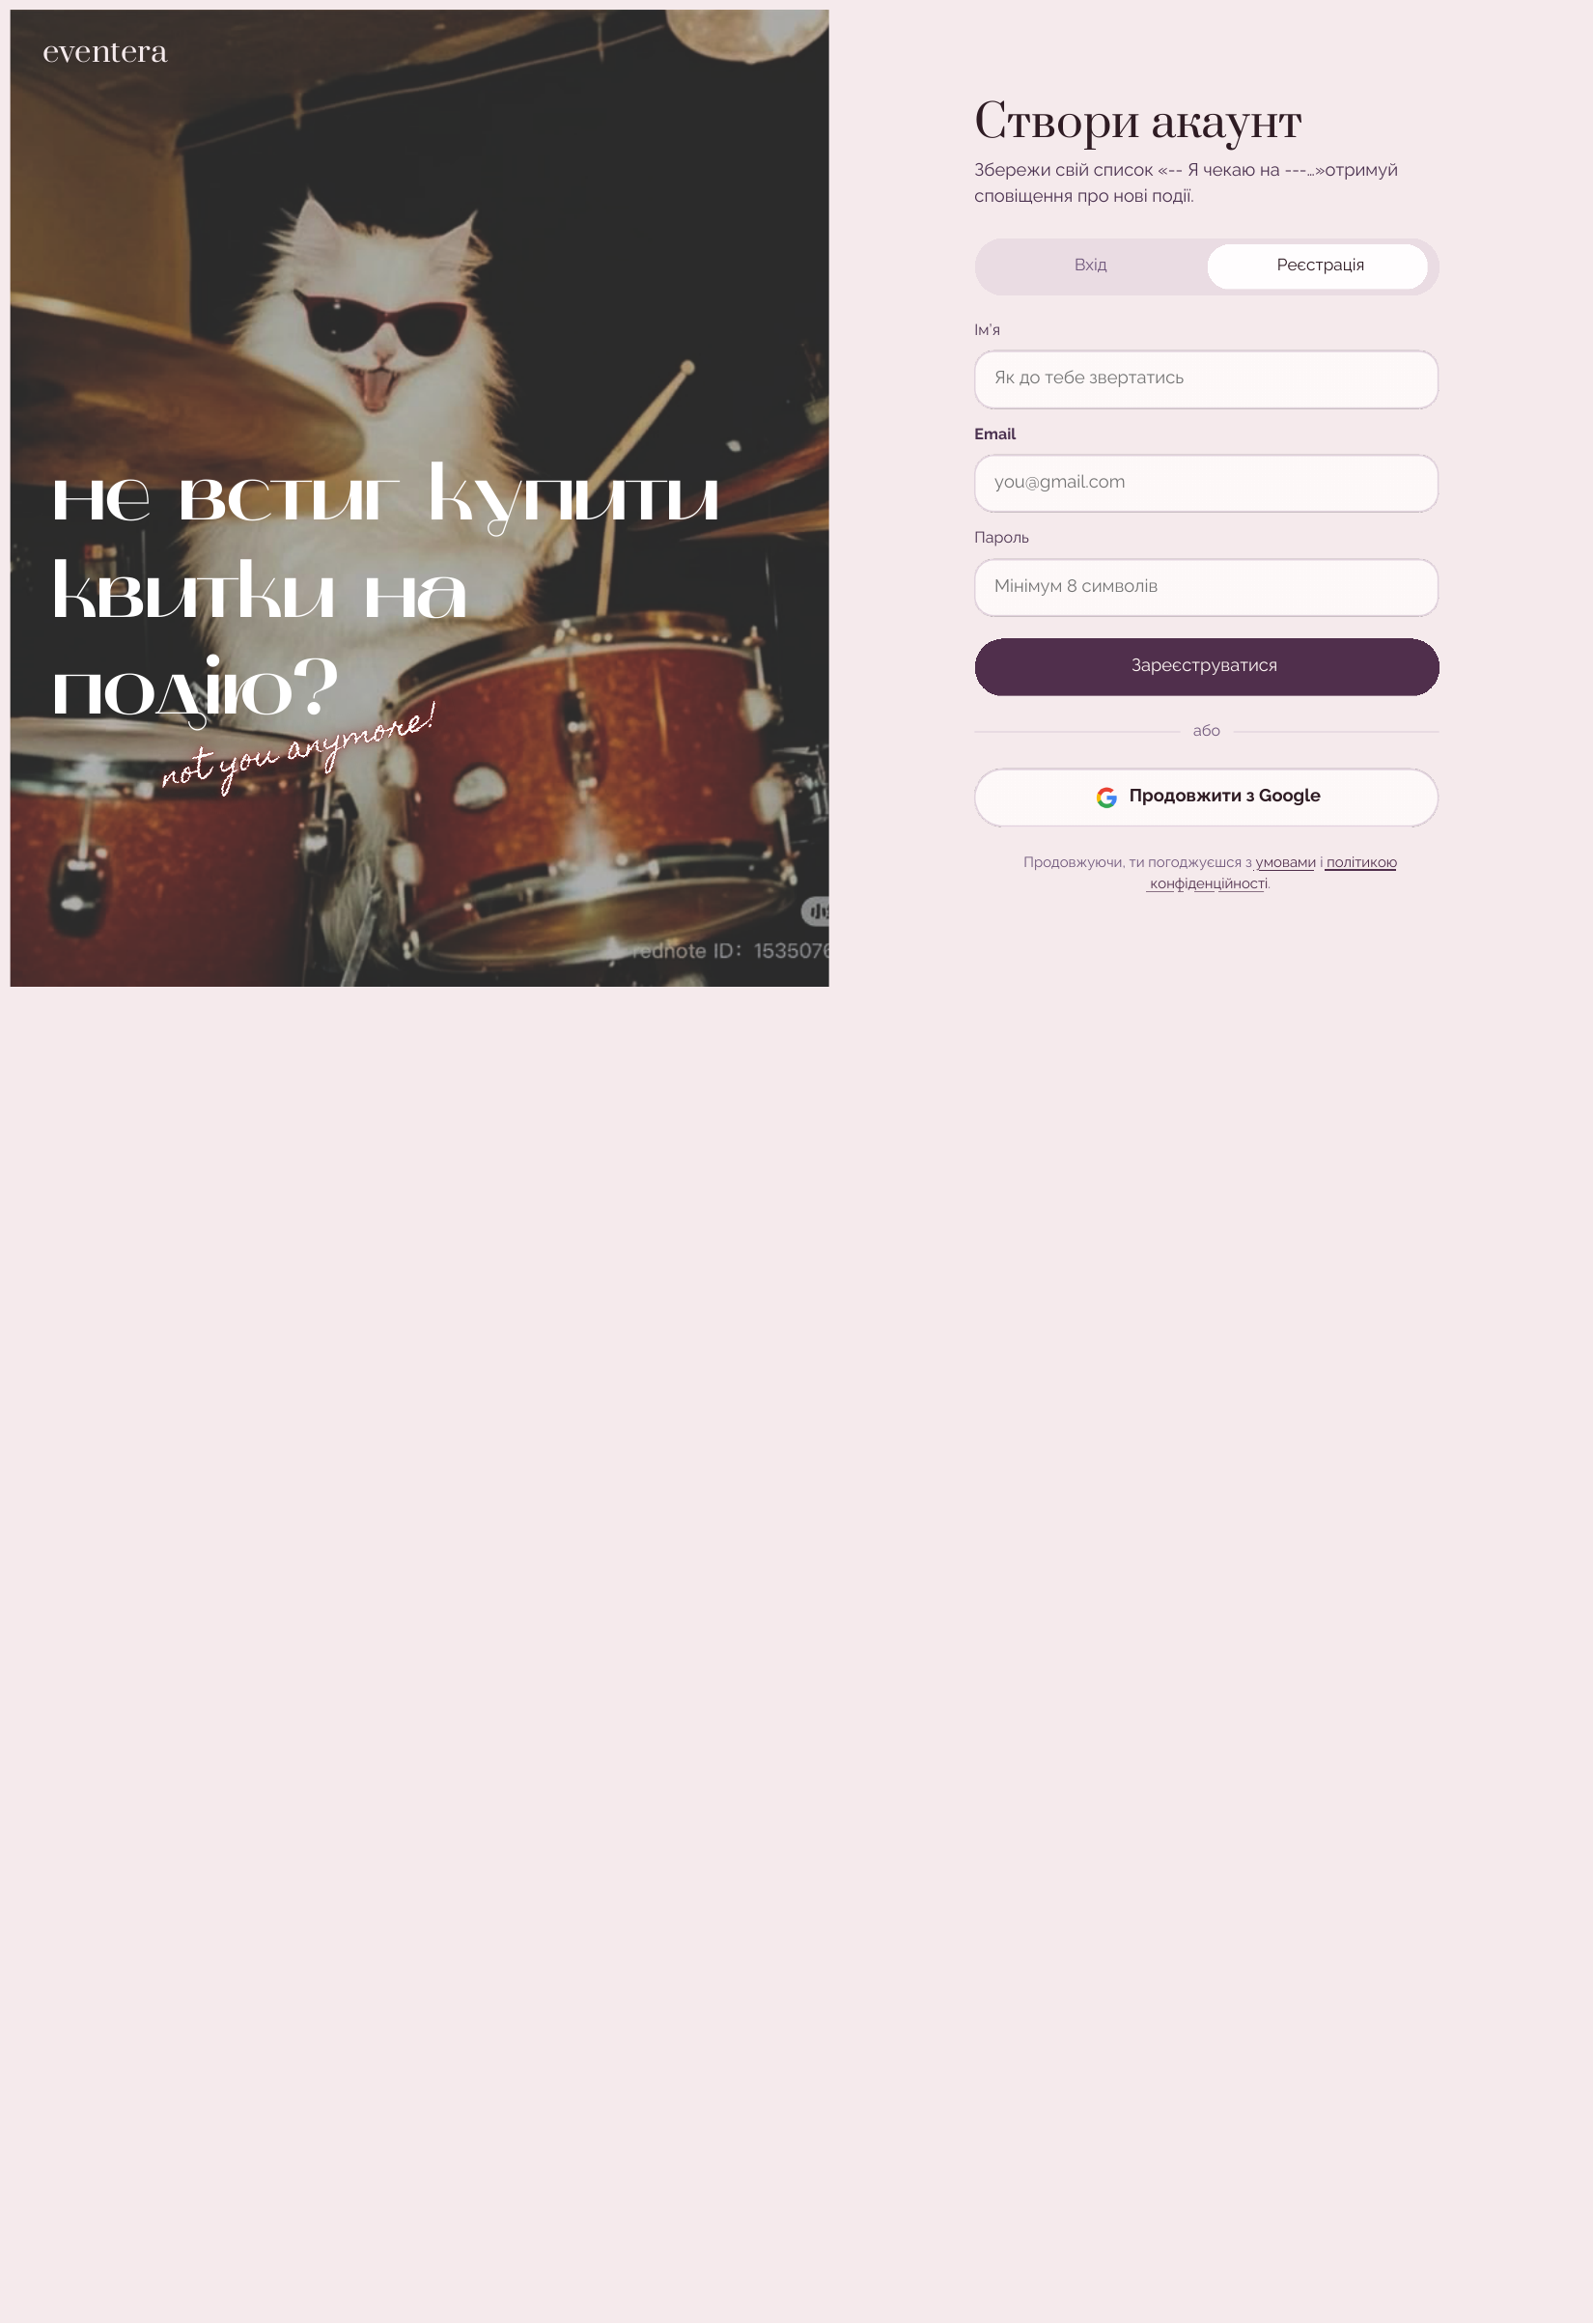 eventera
не встиг купити
квитки на
подію?
not you anymore!
rednote ID: 1535076
Створи акаунт
Збережи свій список «-- Я чекаю на ---…»отримуй
сповіщення про нові події.
Вхід
Реєстрація
Ім'я
Як до тебе звертатись
Email
you@gmail.com
Пароль
Мінімум 8 символів
Зареєструватися
або
Продовжити з Google
Продовжуючи, ти погоджуєшся з умовами і політикою
конфіденційності.